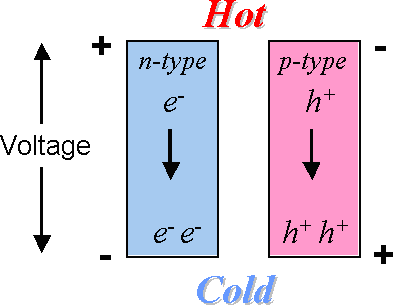 Hot
+ -
n-type p-type
e⁻ h⁺
Voltage
e⁻ e⁻ h⁺ h⁺
- +
Cold